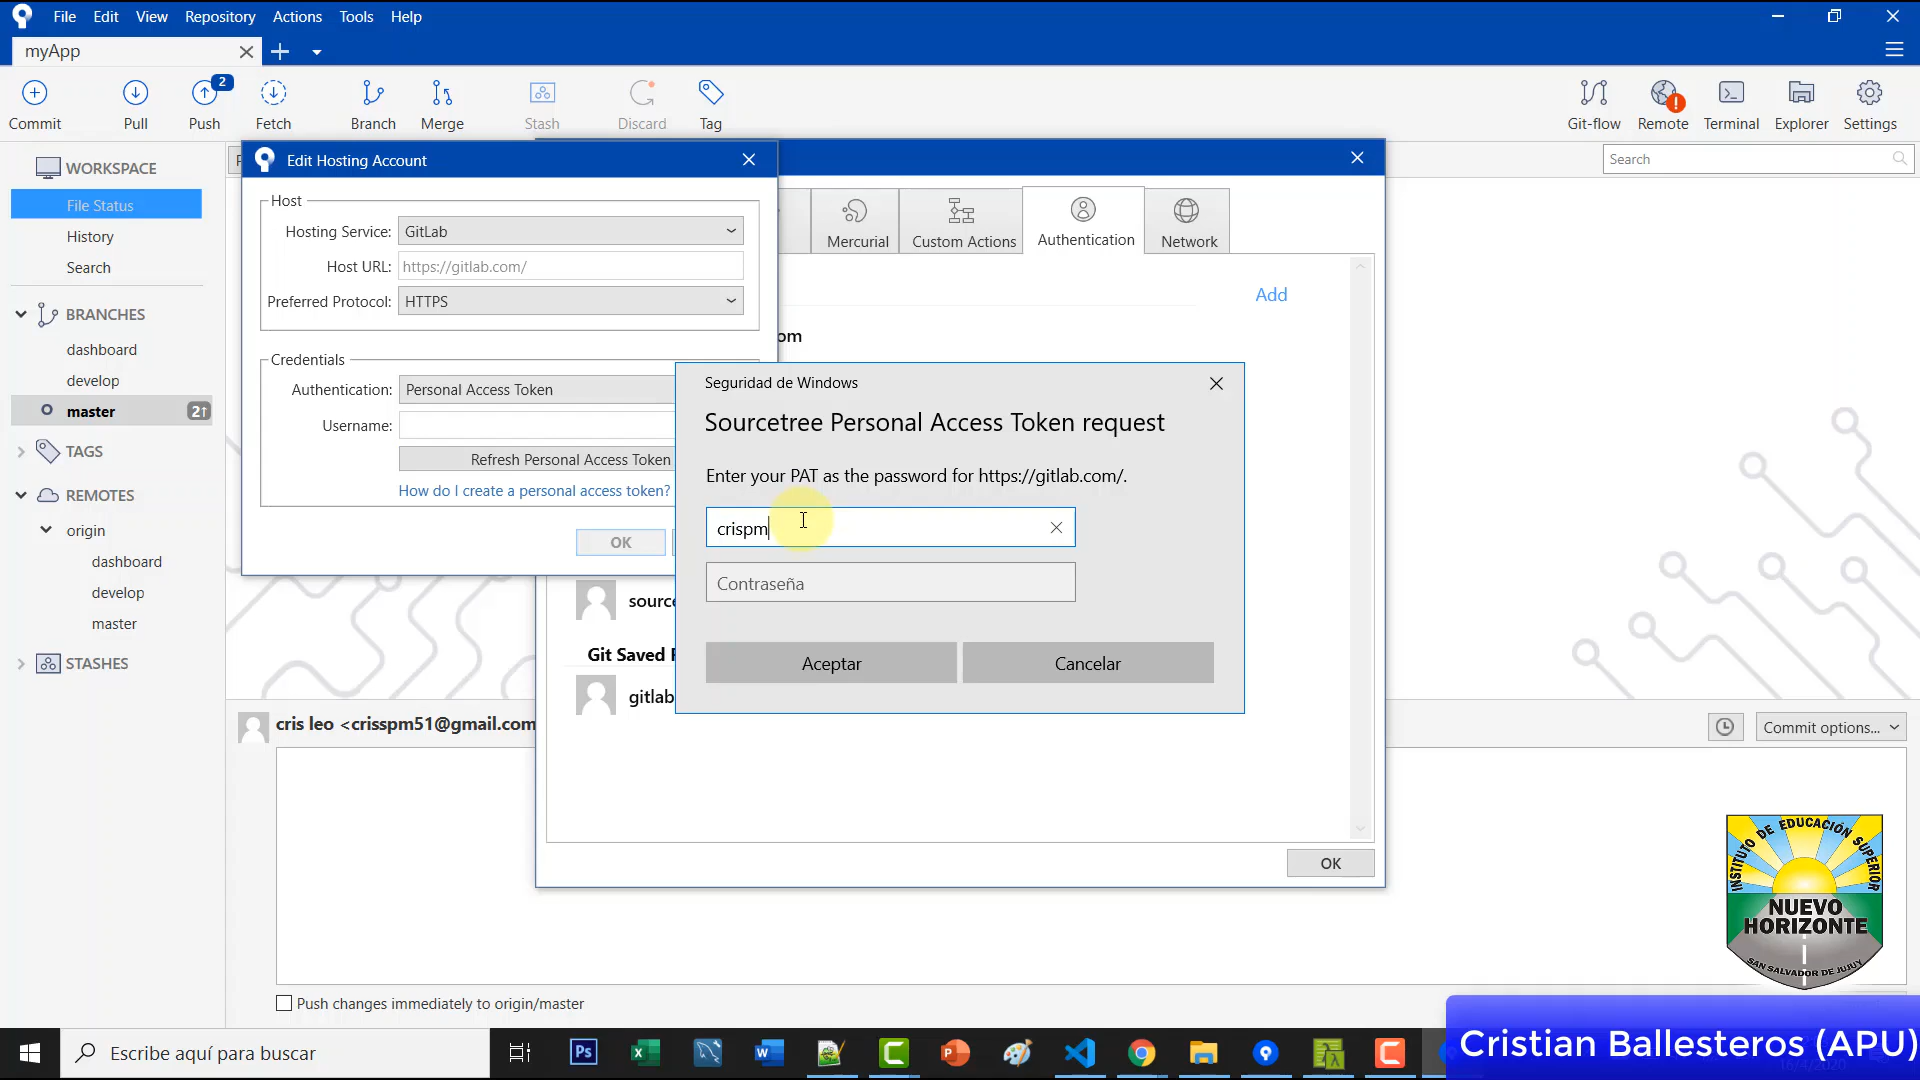 File Edit View Repository Actions Tools Help
myApp
Commit Pull 2 Push Fetch Branch Merge Stash Discard Tag Git-flow Remote Terminal Explorer Settings
Search
WORKSPACE
File Status
History
Search
BRANCHES
dashboard
develop
master 2↑
TAGS
REMOTES
origin
dashboard
develop
master
STASHES
Edit Hosting Account
Host
Hosting Service: GitLab
Host URL: https://gitlab.com/
Preferred Protocol: HTTPS
Credentials
Authentication: Personal Access Token
Username:
Refresh Personal Access Token
How do I create a personal access token?
OK
Mercurial Custom Actions Authentication Network
Add
om
Seguridad de Windows
Sourcetree Personal Access Token request
Enter your PAT as the password for https://gitlab.com/.
crispm
Contraseña
Aceptar Cancelar
source
Git Saved
gitlab
OK
cris leo <crisspm51@gmail.com
Commit options...
Push changes immediately to origin/master
INSTITUTO DE EDUCACIÓN SUPERIOR
NUEVO
HORIZONTE
SAN SALVADOR DE JUJUY
Escribe aquí para buscar
Cristian Ballesteros (APU)